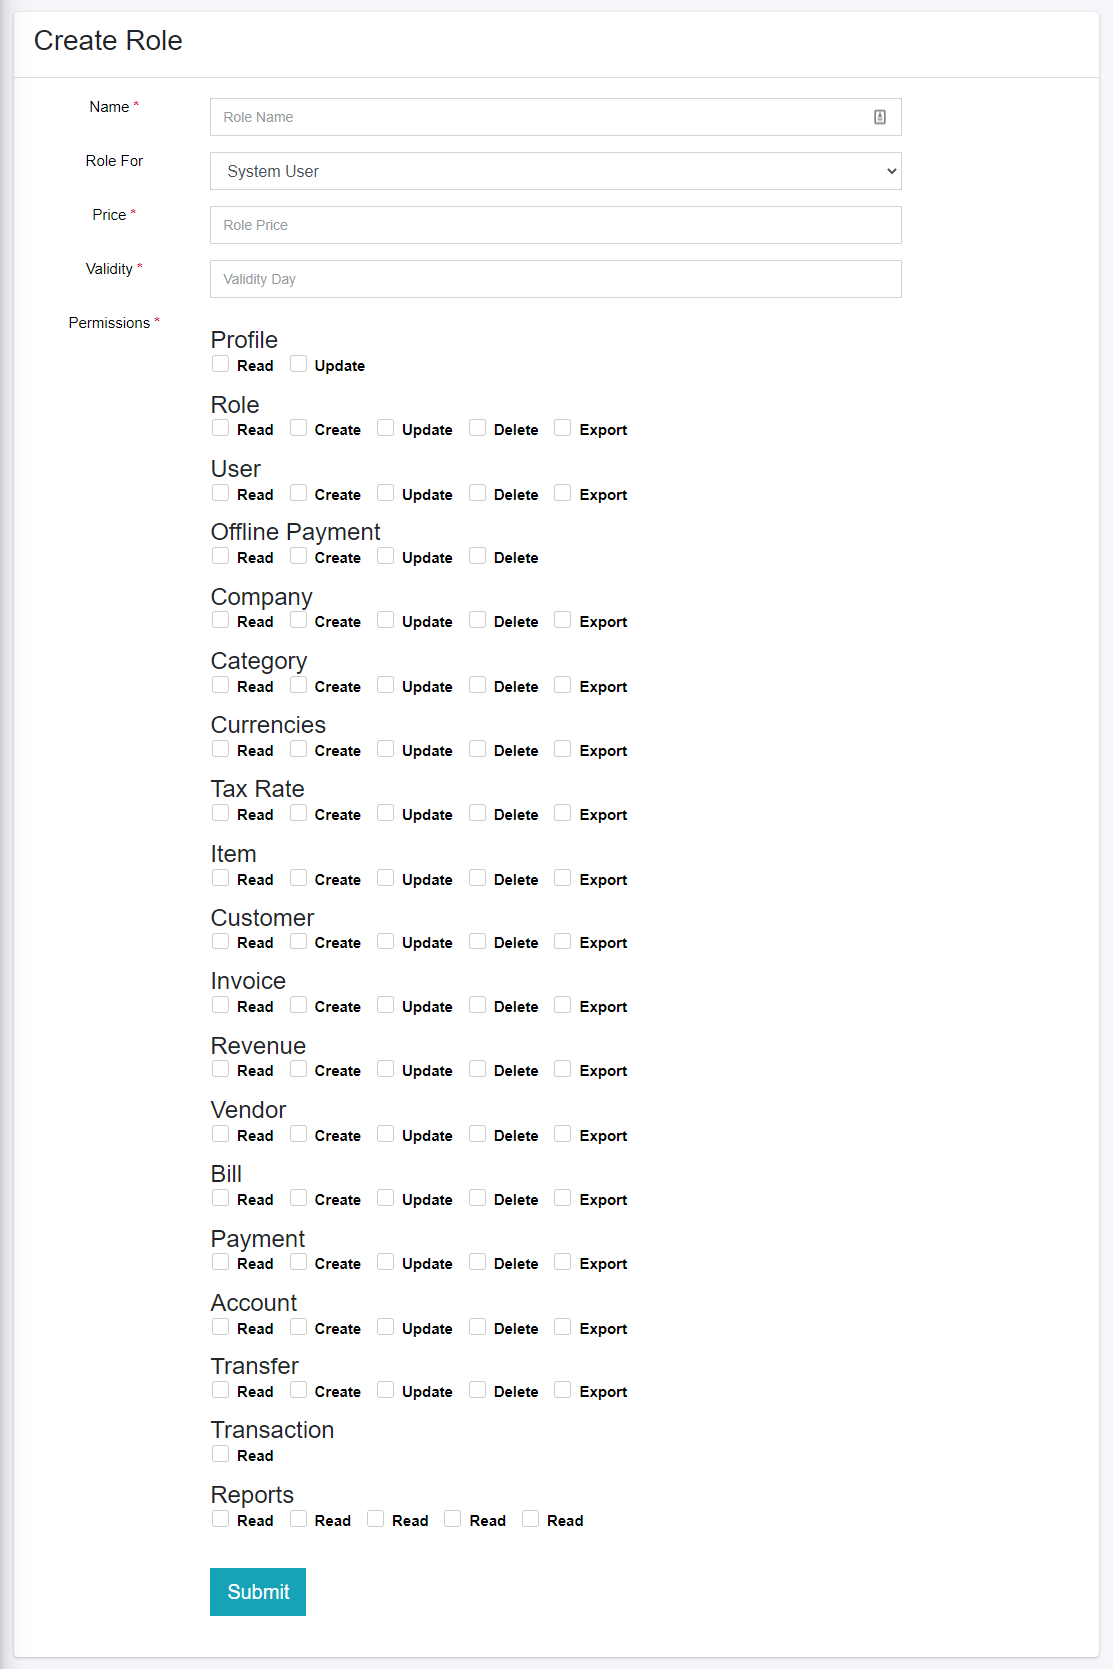 Create Role
Name *
Role Name
Role For
System User
Price *
Role Price
Validity *
Validity Day
Permissions *
Profile
Read Update
Role
Read Create Update Delete Export
User
Read Create Update Delete Export
Offline Payment
Read Create Update Delete
Company
Read Create Update Delete Export
Category
Read Create Update Delete Export
Currencies
Read Create Update Delete Export
Tax Rate
Read Create Update Delete Export
Item
Read Create Update Delete Export
Customer
Read Create Update Delete Export
Invoice
Read Create Update Delete Export
Revenue
Read Create Update Delete Export
Vendor
Read Create Update Delete Export
Bill
Read Create Update Delete Export
Payment
Read Create Update Delete Export
Account
Read Create Update Delete Export
Transfer
Read Create Update Delete Export
Transaction
Read
Reports
Read Read Read Read Read
Submit